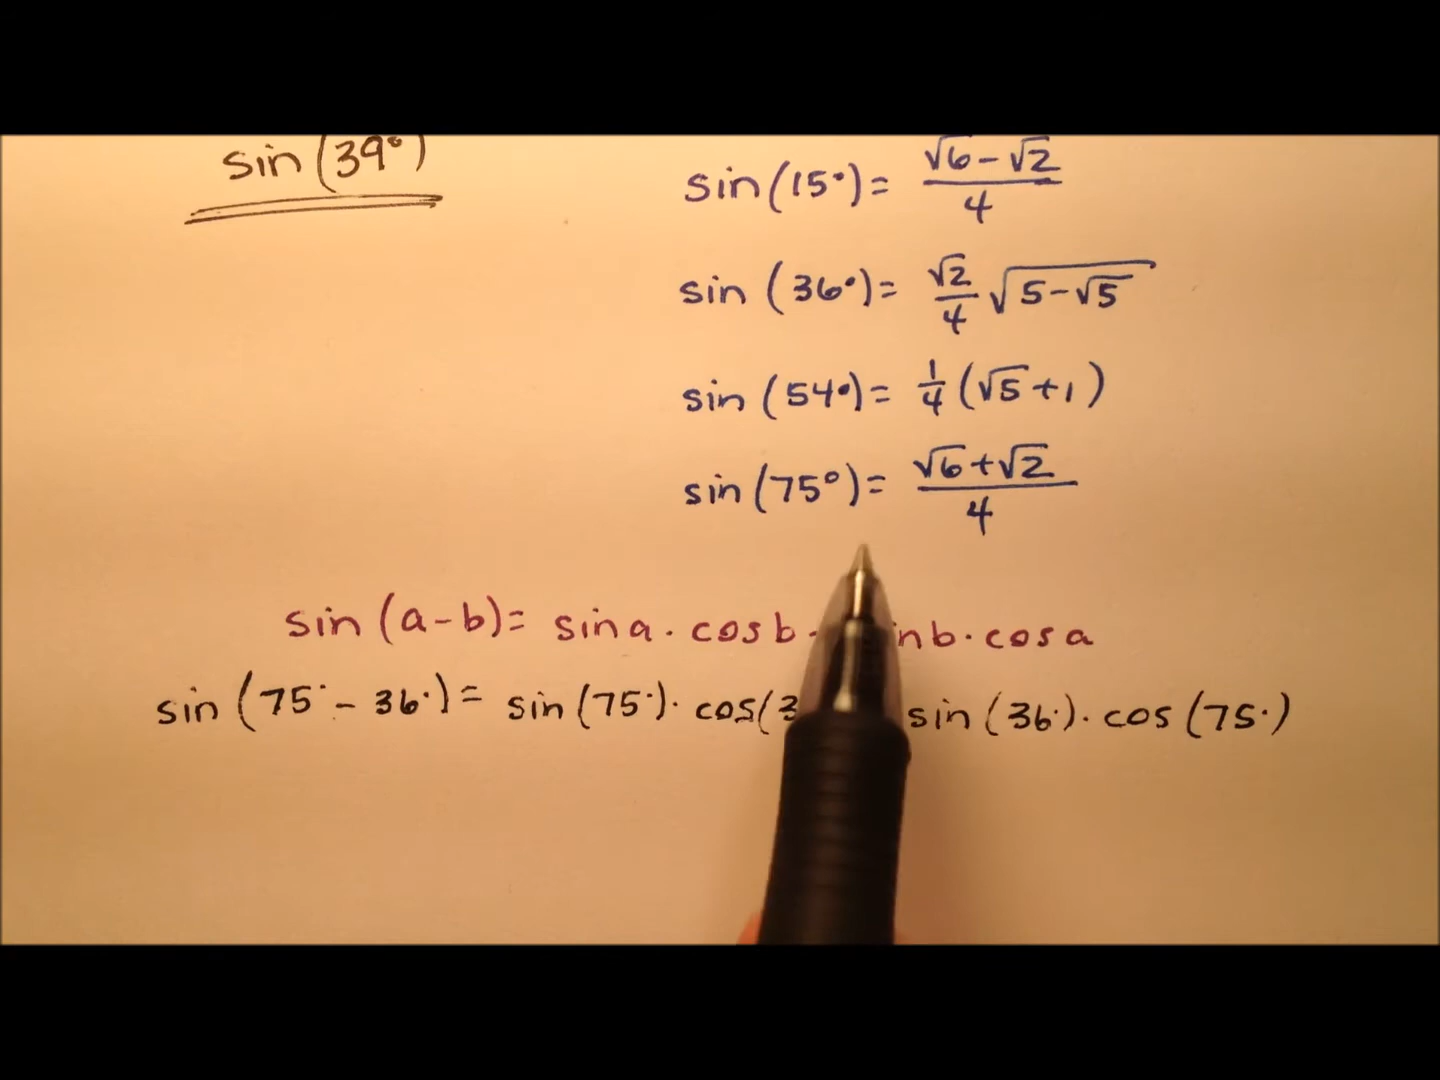 sin(39°)
sin(15°) = √6 - √2 / 4
sin(36°) = √2/4 √5-√5
sin(54°) = 1/4 (√5 + 1)
sin(75°) = √6 + √2 / 4
sin(a-b) = sin a · cos b nb · cos a
sin(75° - 36°) = sin(75°) · cos(3 sin(36°) · cos(75°)